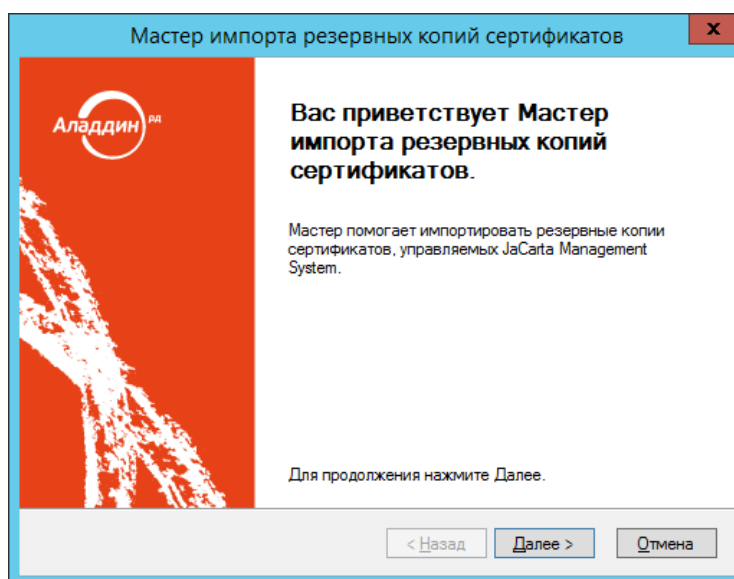 Мастер импорта резервных копий сертификатов
x
Аладдин РД
Вас приветствует Мастер
импорта резервных копий
сертификатов.
Мастер помогает импортировать резервные копии
сертификатов, управляемых JaCarta Management
System.
Для продолжения нажмите Далее.
< Назад Далее > Отмена